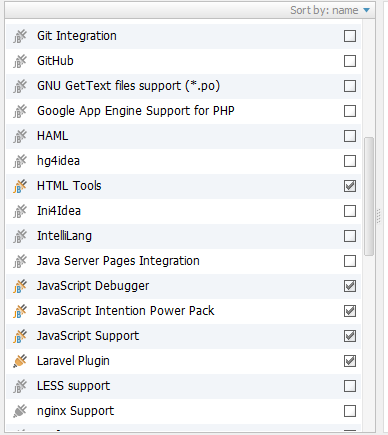 Sort by: name
Git Integration
GitHub
GNU GetText files support (*.po)
Google App Engine Support for PHP
HAML
hg4idea
HTML Tools
Ini4Idea
IntelliLang
Java Server Pages Integration
JavaScript Debugger
JavaScript Intention Power Pack
JavaScript Support
Laravel Plugin
LESS support
nginx Support